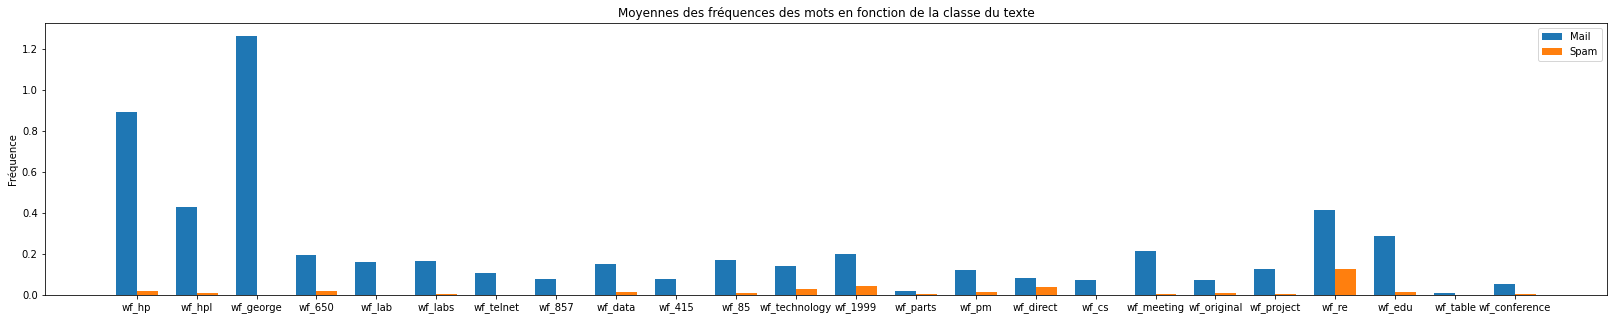 Moyennes des fréquences des mots en fonction de la classe du texte
Mail
Spam
Fréquence
1.2
1.0
0.8
0.6
0.4
0.2
0.0
wf_hp wf_hpl wf_george wf_650 wf_lab wf_labs wf_telnet wf_857 wf_data wf_415 wf_85 wf_technology wf_1999 wf_parts wf_pm wf_direct wf_cs wf_meeting wf_original wf_project wf_re wf_edu wf_table wf_conference